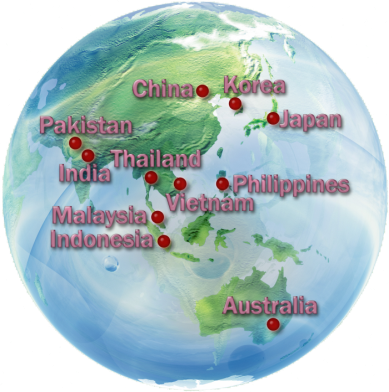 China
Korea
Japan
Pakistan
Thailand
India
Philippines
Vietnam
Malaysia
Indonesia
Australia